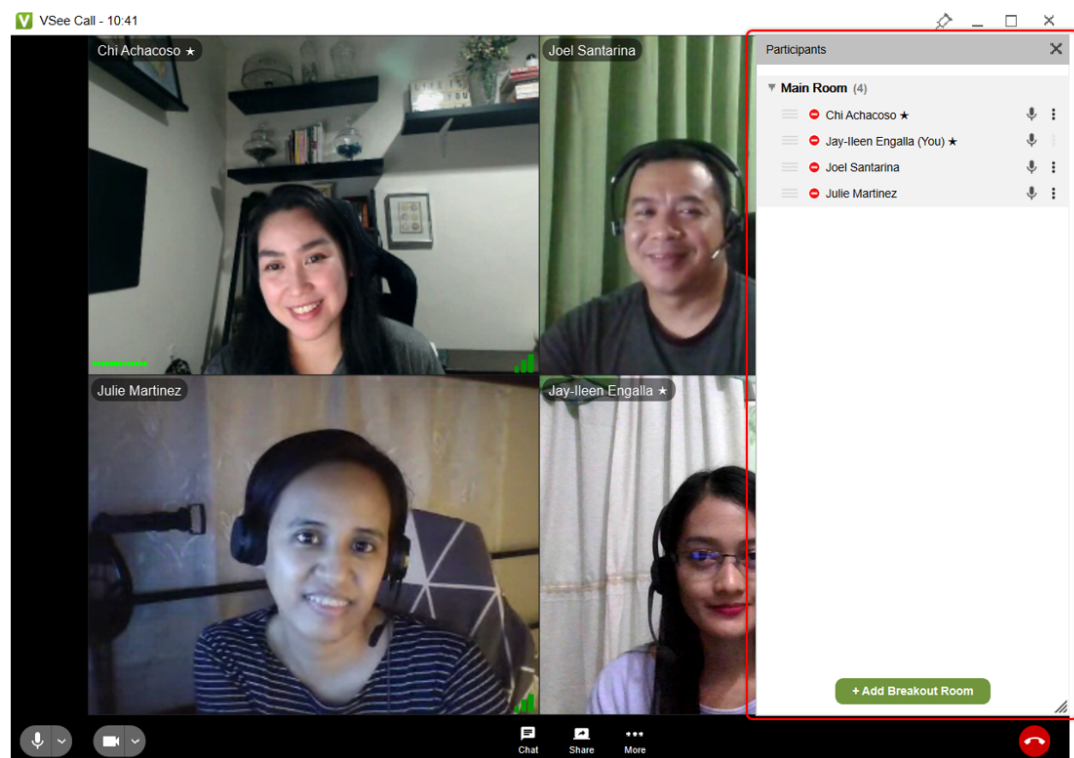 VSee Call - 10:41
Chi Achacoso ★
Joel Santarina
Julie Martinez
Jay-Ileen Engalla ★
Participants
Main Room (4)
Chi Achacoso ★
Jay-Ileen Engalla (You) ★
Joel Santarina
Julie Martinez
+ Add Breakout Room
Chat
Share
More